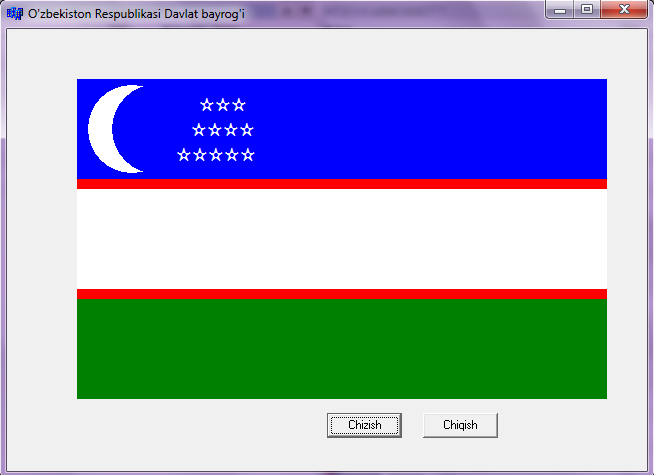 O'zbekiston Respublikasi Davlat bayrog'i
Chizish
Chiqish